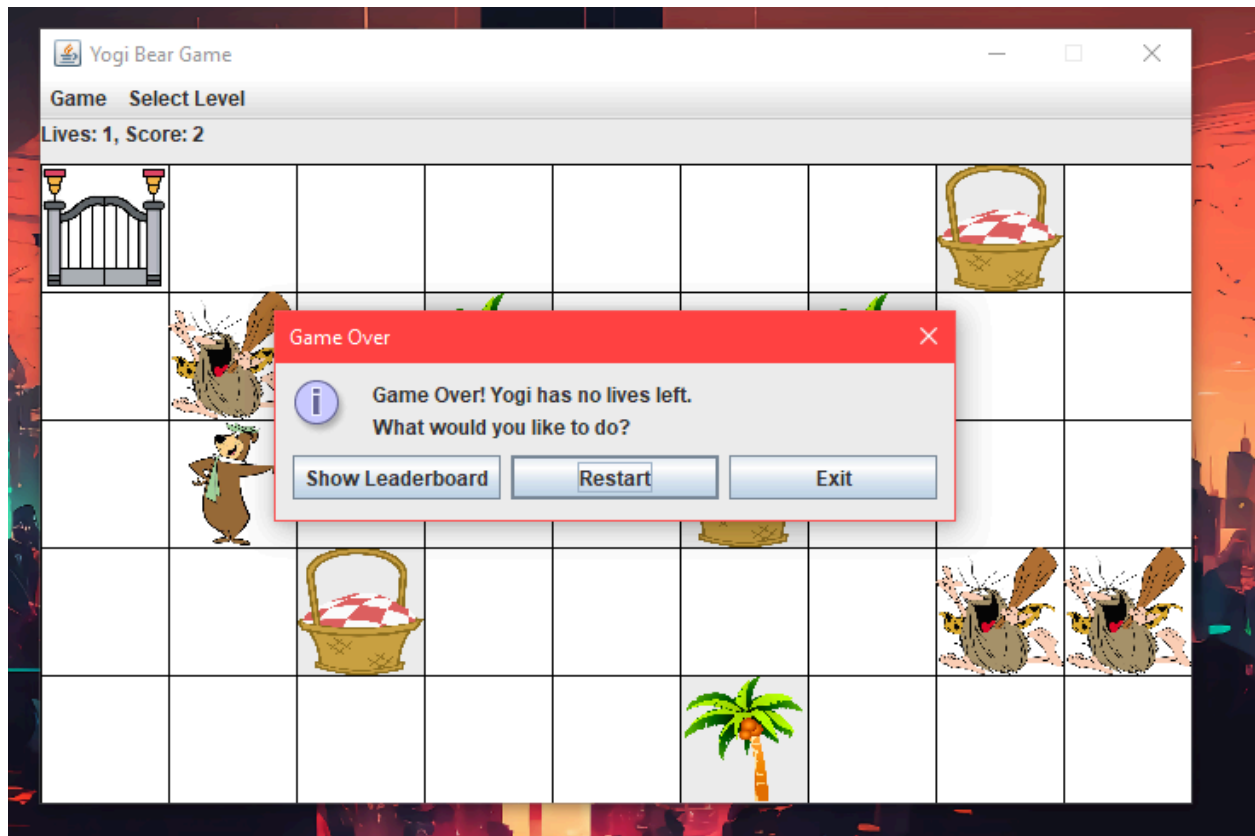 Yogi Bear Game
Game Select Level
Lives: 1, Score: 2
Game Over
Game Over! Yogi has no lives left.
What would you like to do?
Show Leaderboard Restart Exit